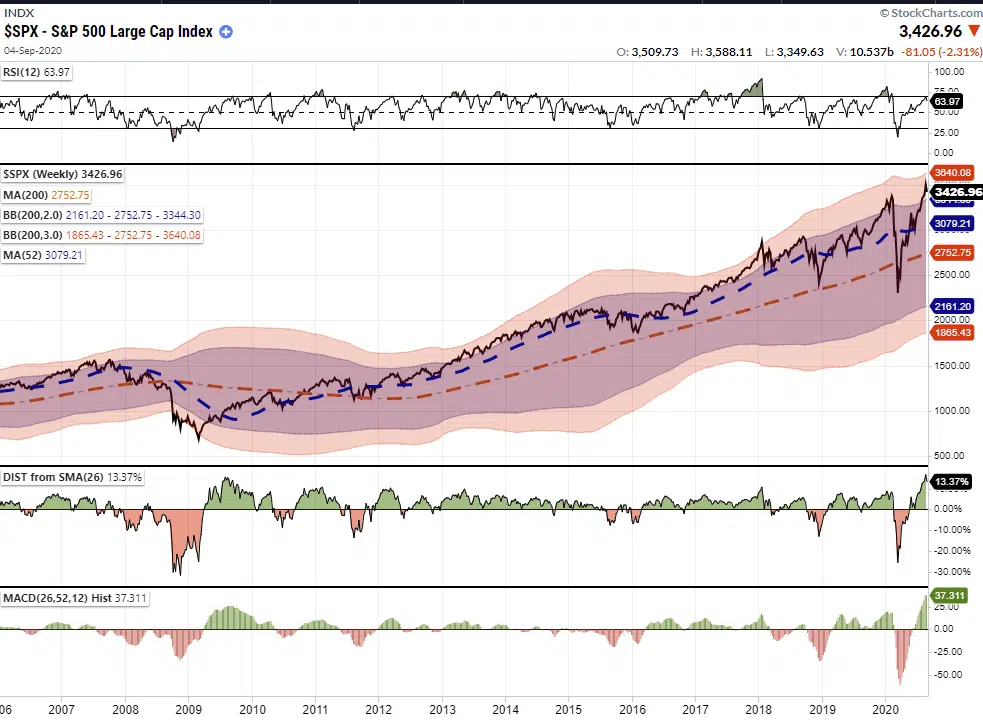 INDX
© StockCharts.com
$SPX - S&P 500 Large Cap Index
3,426.96
04-Sep-2020
O: 3,509.73 H: 3,588.11 L: 3,349.63 V: 10.537b -81.05 (-2.31%)
RSI(12) 63.97
100.00
75.00
63.97
50.00
25.00
0.00
$SPX (Weekly) 3426.96
MA(200) 2752.75
BB(200,2.0) 2161.20 - 2752.75 - 3344.30
BB(200,3.0) 1865.43 - 2752.75 - 3640.08
MA(52) 3079.21
3640.08
3426.96
3079.21
2752.75
2500.00
2161.20
2000.00
1865.43
1500.00
1000.00
500.00
DIST from SMA(26) 13.37%
13.37%
0.00%
-10.00%
-20.00%
-30.00%
MACD(26,52,12) Hist 37.311
37.311
25.00
0.00
-25.00
-50.00
06 2007 2008 2009 2010 2011 2012 2013 2014 2015 2016 2017 2018 2019 2020